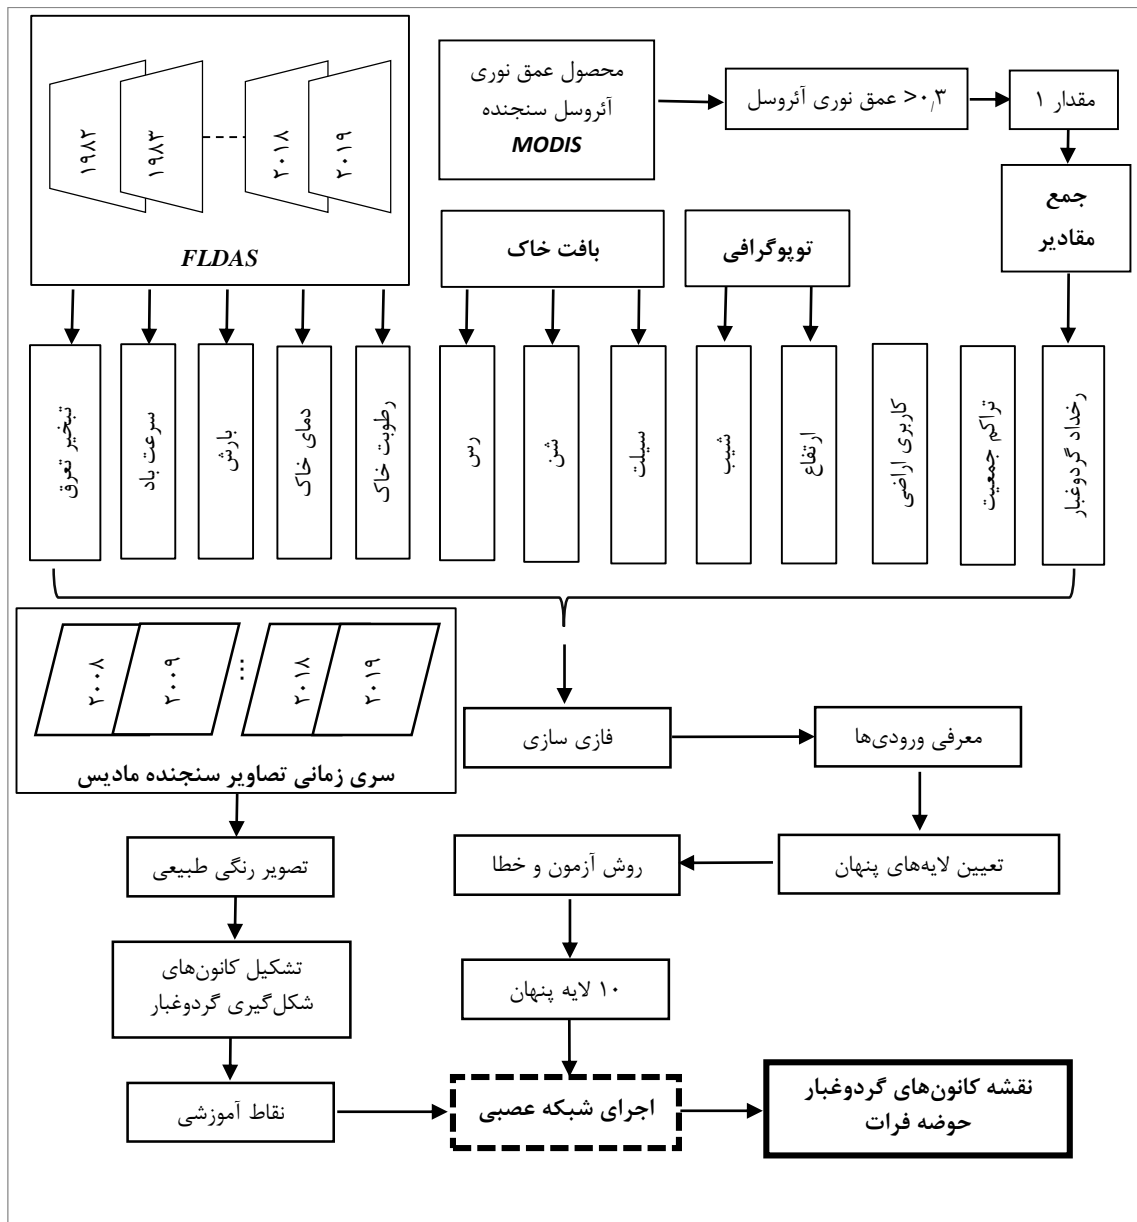 ۱۹۸۲
۱۹۸۳
۲۰۱۸
۲۰۱۹
FLDAS
محصول عمق نوری
آئروسل سنجنده
MODIS
عمق نوری آئروسل >۰٫۳
مقدار ۱
جمع
مقادیر
بافت خاک
توپوگرافی
تبخیر تعرق
سرعت باد
بارش
دمای خاک
رطوبت خاک
رس
شن
سیلت
شیب
ارتفاع
کاربری اراضی
تراکم جمعیت
رخداد گردوغبار
۲۰۰۸
۲۰۰۹
...
۲۰۱۸
۲۰۱۹
سری زمانی تصاویر سنجنده مادیس
فازی سازی
معرفی ورودی‌ها
تصویر رنگی طبیعی
روش آزمون و خطا
تعیین لایه‌های پنهان
تشکیل کانون‌های
شکل‌گیری گردوغبار
۱۰ لایه پنهان
نقاط آموزشی
اجرای شبکه عصبی
نقشه کانون‌های گردوغبار
حوضه فرات